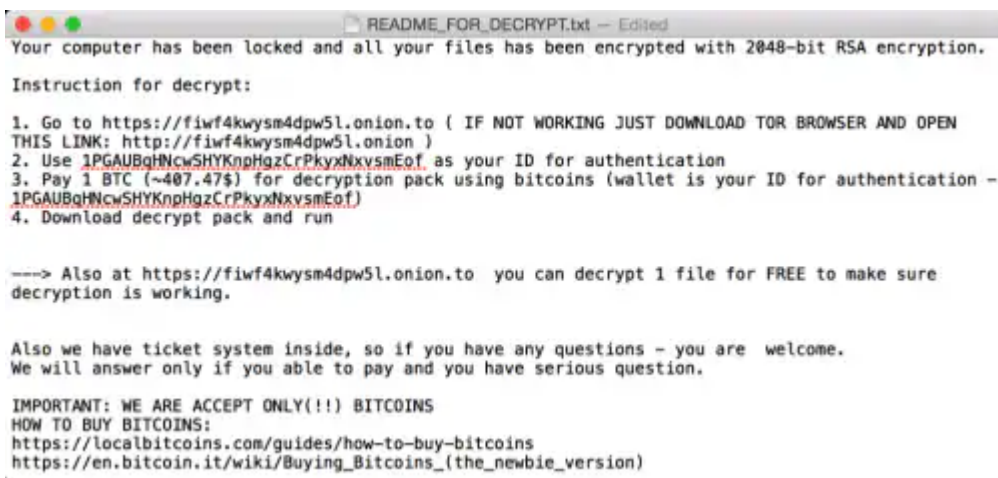 README_FOR_DECRYPT.txt — Edited
Your computer has been locked and all your files has been encrypted with 2048-bit RSA encryption.
Instruction for decrypt:
1. Go to https://fiwf4kwysm4dpw5l.onion.to ( IF NOT WORKING JUST DOWNLOAD TOR BROWSER AND OPEN
THIS LINK: http://fiwf4kwysm4dpw5l.onion )
2. Use 1PGAUBqHNcwSHYKnpHgzCrPkyxNxvsmEof as your ID for authentication
3. Pay 1 BTC (~407.47$) for decryption pack using bitcoins (wallet is your ID for authentication -
1PGAUBqHNcwSHYKnpHgzCrPkyxNxvsmEof)
4. Download decrypt pack and run
---> Also at https://fiwf4kwysm4dpw5l.onion.to  you can decrypt 1 file for FREE to make sure
decryption is working.
Also we have ticket system inside, so if you have any questions - you are  welcome.
We will answer only if you able to pay and you have serious question.
IMPORTANT: WE ARE ACCEPT ONLY(!!) BITCOINS
HOW TO BUY BITCOINS:
https://localbitcoins.com/guides/how-to-buy-bitcoins
https://en.bitcoin.it/wiki/Buying_Bitcoins_(the_newbie_version)